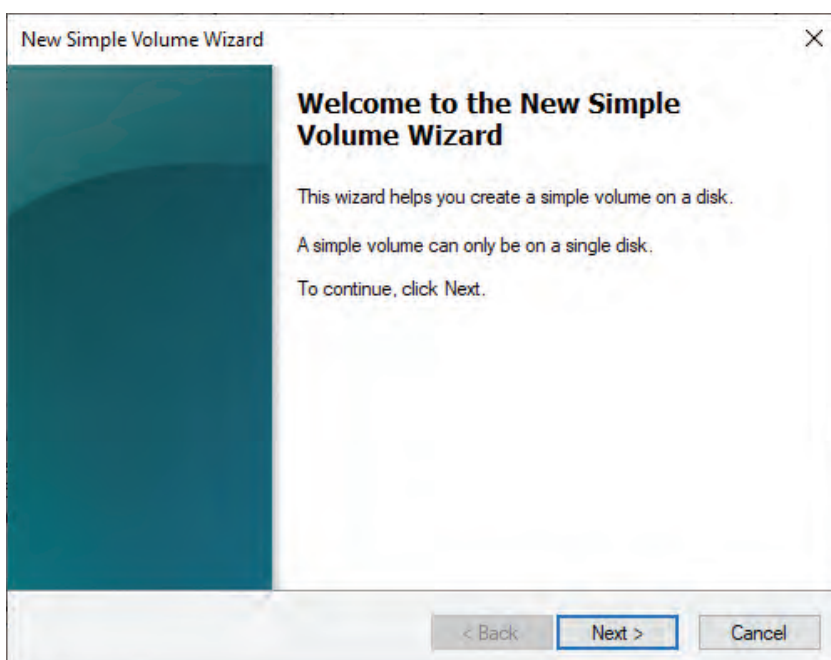 New Simple Volume Wizard
Welcome to the New Simple
Volume Wizard
This wizard helps you create a simple volume on a disk.
A simple volume can only be on a single disk.
To continue, click Next.
< Back
Next >
Cancel